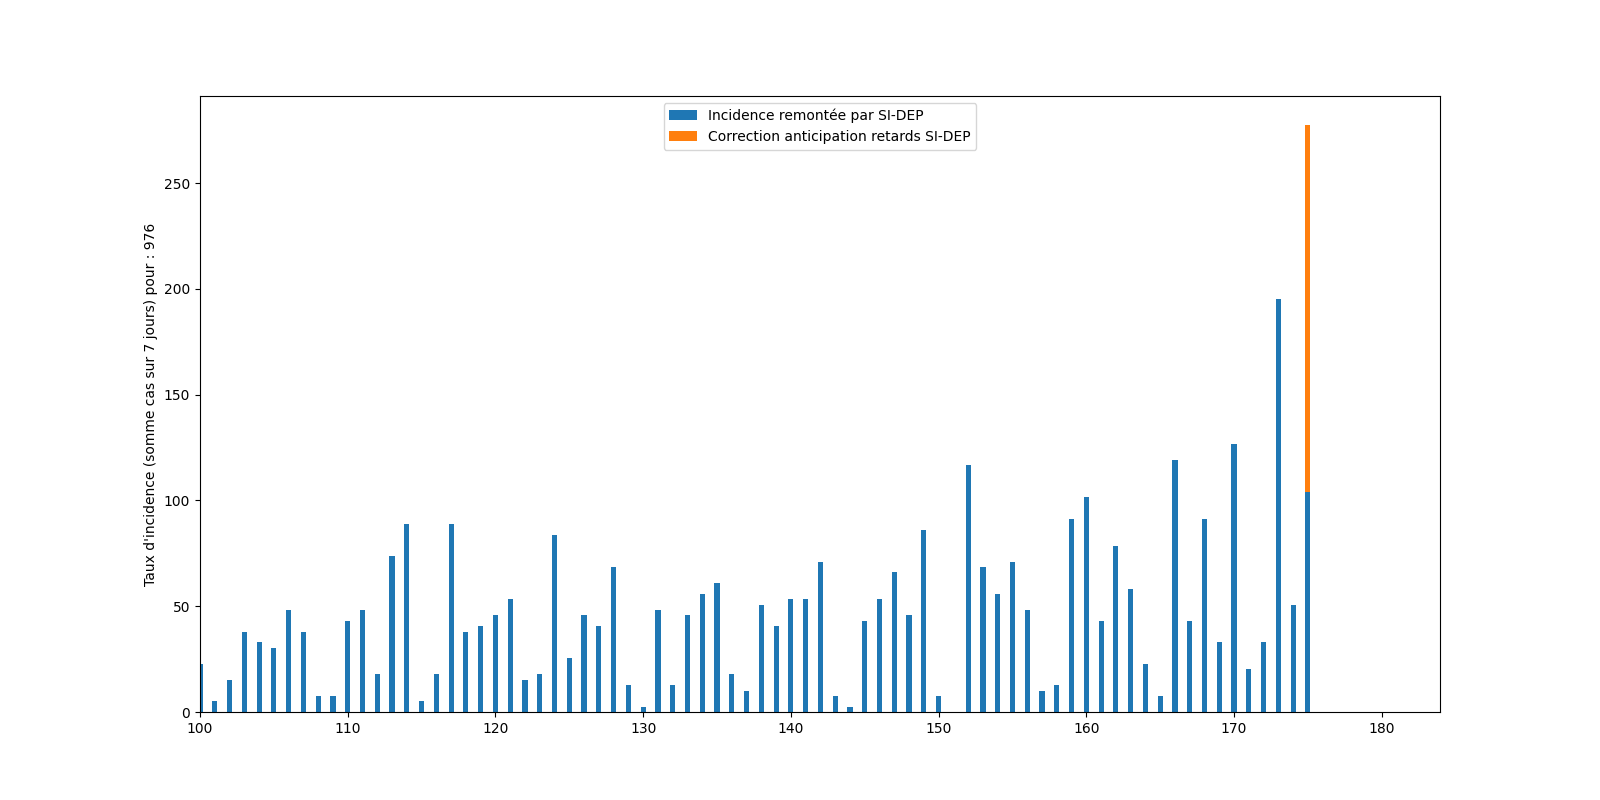 Incidence remontée par SI-DEP
Correction anticipation retards SI-DEP
Taux d'incidence (somme cas sur 7 jours) pour : 976
250
200
150
100
50
0
100 110 120 130 140 150 160 170 180